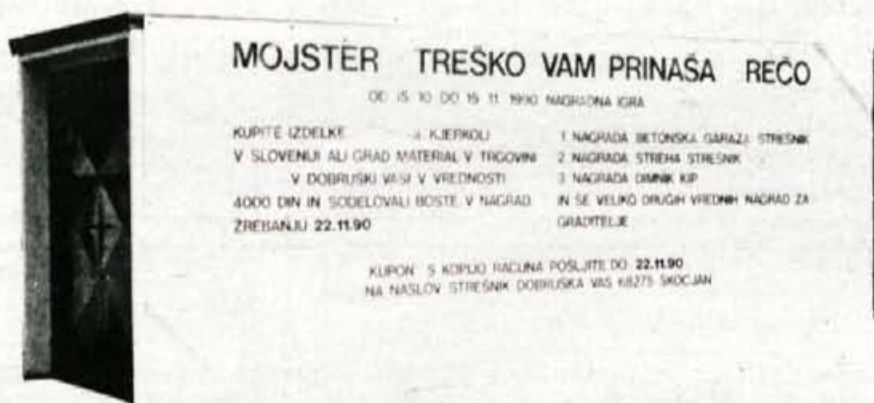 MOJSTER TREŠKO VAM PRINAŠA REČO
OD 15. 10. DO 15. 11. 1990 NAGRADNA IGRA
KUPITE IZDELKE KJERKOLI
V SLOVENIJI ALI GRAD MATERIAL V TRGOVINI
V DOBRUŠKI VASI V VREDNOSTI
4000 DIN IN SODELOVALI BOSTE V NAGRAD
ŽREBANJU 22.11.90
1 NAGRADA BETONSKA GARAŽA STREŠNIK
2 NAGRADA STREHA STREŠNIK
3 NAGRADA DIMNIK KIP
IN ŠE VELIKO DRUGIH VREDNIH NAGRAD ZA
GRADITELJE
KUPON S KOPIJO RAČUNA POŠLJITE DO 22.11.90
NA NASLOV STREŠNIK DOBRUŠKA VAS 68275 ŠKOCJAN